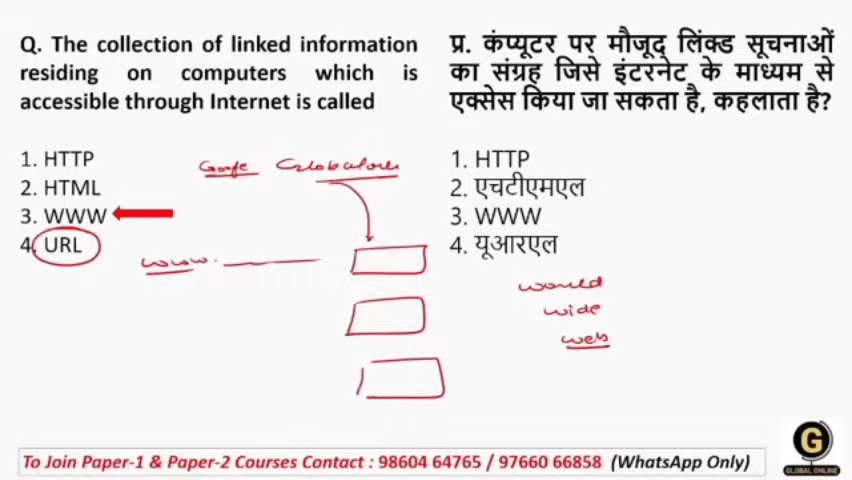 Q. The collection of linked information
residing on computers which is
accessible through Internet is called
1. HTTP
2. HTML
3. WWW
4. URL
प्र. कंप्यूटर पर मौजूद लिंक्ड सूचनाओं
का संग्रह जिसे इंटरनेट के माध्यम से
एक्सेस किया जा सकता है, कहलाता है?
1. HTTP
2. एचटीएमएल
3. WWW
4. यूआरएल
Google
www.
would
wide
web
To Join Paper-1 & Paper-2 Courses Contact : 98604 64765 / 97660 66858 (WhatsApp Only)
G
GLOBAL ONLINE